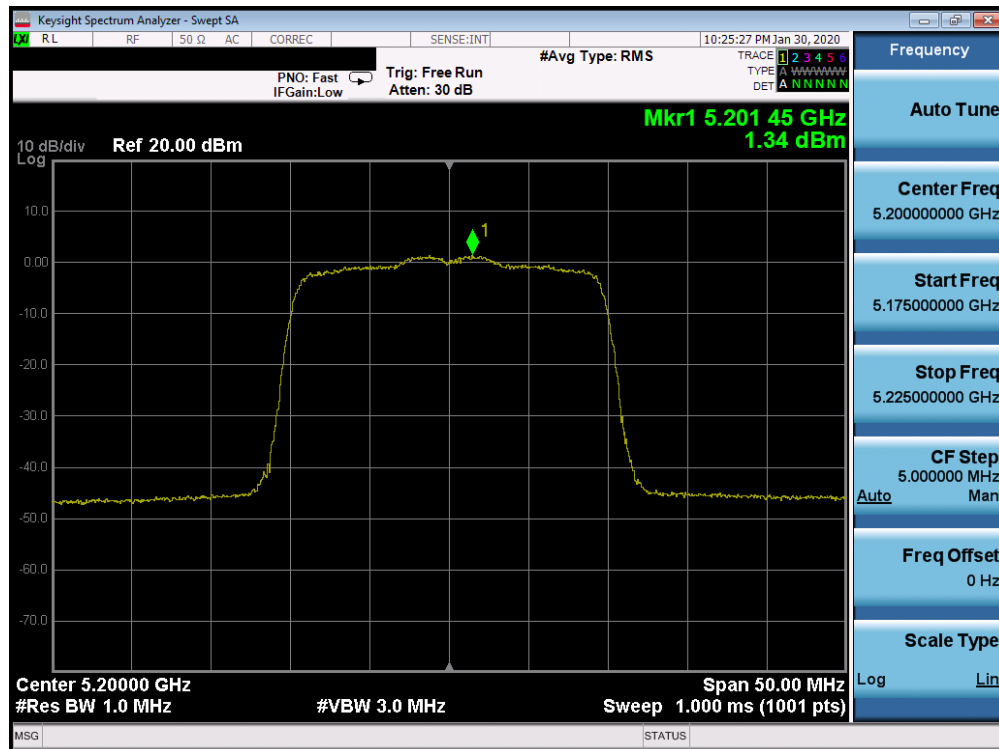 Keysight Spectrum Analyzer - Swept SA
LXI RL RF 50 Ω AC CORREC SENSE:INT 10:25:27 PM Jan 30, 2020
#Avg Type: RMS
TRACE 1 2 3 4 5 6
PNO: Fast Trig: Free Run
TYPE A WWWWW
IFGain:Low Atten: 30 dB
DET A N N N N N
Mkr1 5.201 45 GHz
1.34 dBm
10 dB/div Ref 20.00 dBm
Log
10.0
1
0.00
-10.0
-20.0
-30.0
-40.0
-50.0
-60.0
-70.0
Center 5.20000 GHz Span 50.00 MHz
#Res BW 1.0 MHz #VBW 3.0 MHz Sweep 1.000 ms (1001 pts)
MSG STATUS
Frequency
Auto Tune
Center Freq
5.200000000 GHz
Start Freq
5.175000000 GHz
Stop Freq
5.225000000 GHz
CF Step
5.000000 MHz
Auto Man
Freq Offset
0 Hz
Scale Type
Log Lin